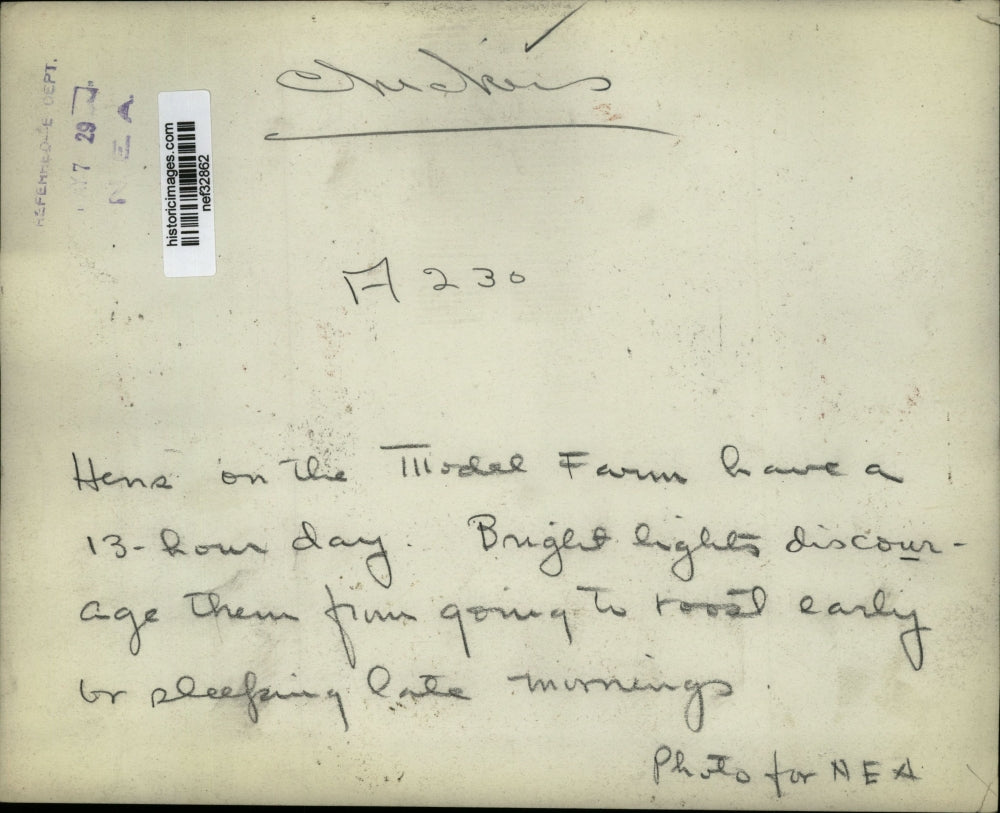 Chickens
REFERENCE DEPT.
7 29
NEA
historicimages.com
nef32862
A 230
Hens on the Model Farm have a
13-hour day. Bright lights discour-
age them from going to roost early
or sleeping late mornings.
Photo for NEA